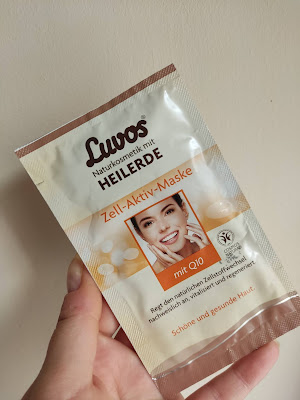 Luvos®
Naturkosmetik mit
HEILERDE
Zell-Aktiv-Maske
mit Q10
Regt den natürlichen Zellstoffwechsel
nachweislich an, vitalisiert und regeneriert
Schöne und gesunde Haut